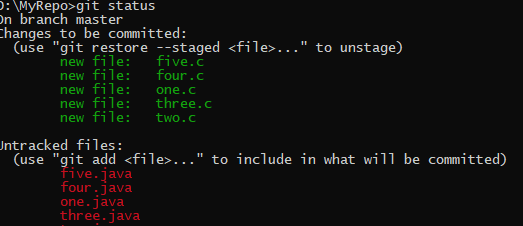 D:\MyRepo>git status
On branch master
Changes to be committed:
  (use "git restore --staged <file>..." to unstage)
        new file:   five.c
        new file:   four.c
        new file:   one.c
        new file:   three.c
        new file:   two.c

Untracked files:
  (use "git add <file>..." to include in what will be committed)
        five.java
        four.java
        one.java
        three.java